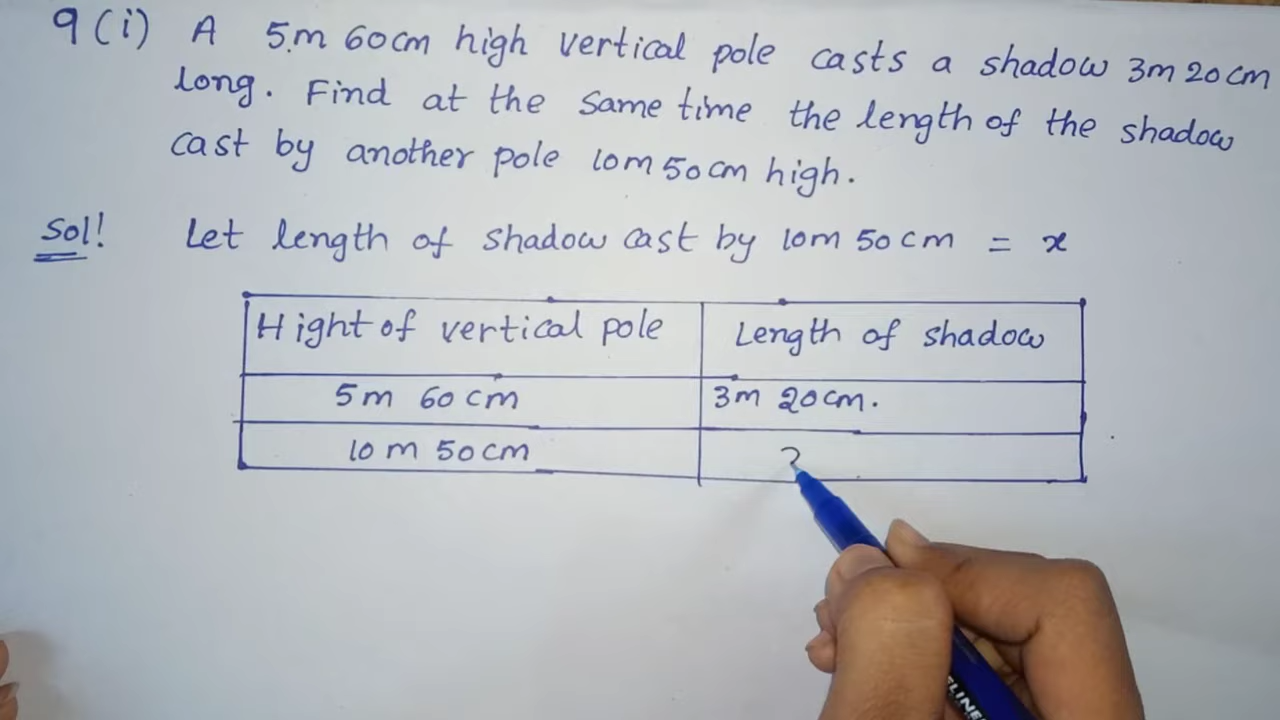 9(i) A 5.m 60cm high vertical pole casts a shadow 3m 20cm
long. Find at the same time the length of the shadow
cast by another pole 10m 50cm high.
Sol! Let length of shadow cast by 10m 50cm = x
Hight of vertical pole Length of shadow
5m 60cm 3m 20cm.
10m 50cm